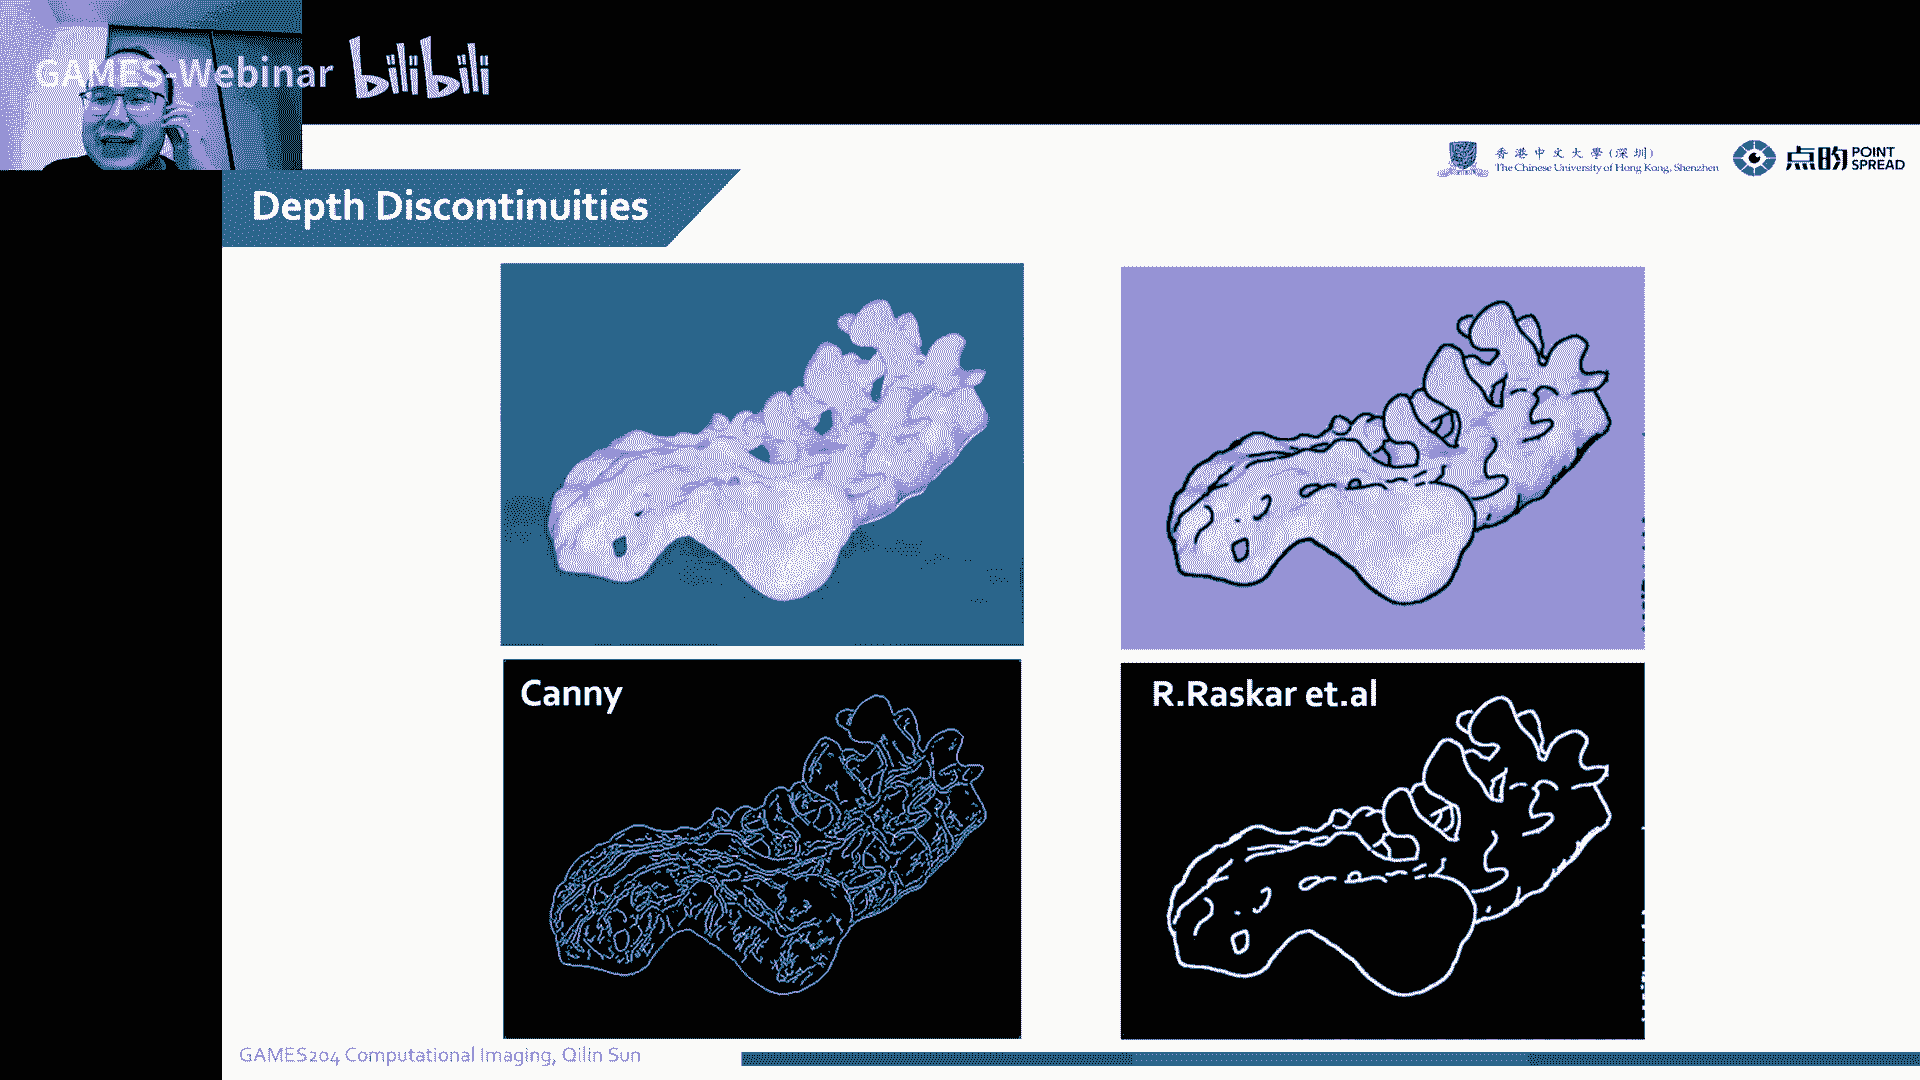 GAMES-Webinar bilibili
香港中文大學(深圳)
The Chinese University of Hong Kong, Shenzhen
点昀 POINT SPREAD
Depth Discontinuities
Canny
R.Raskar et.al
GAMES204 Computational Imaging, Qilin Sun